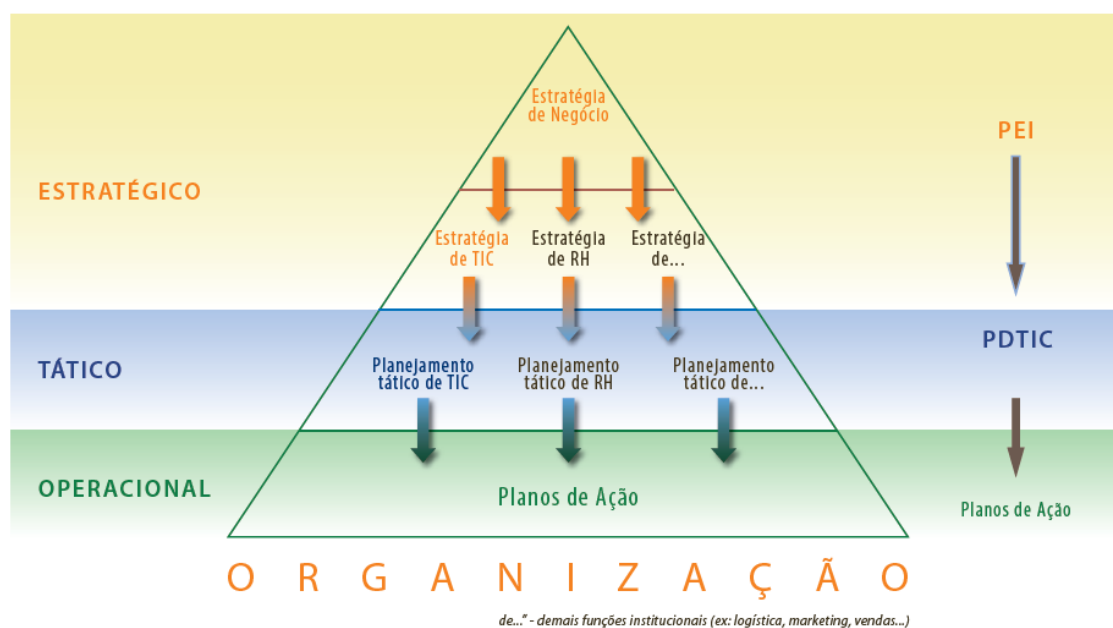 Estratégia
de Negócio
PEI
ESTRATÉGICO
Estratégia
de TIC
Estratégia
de RH
Estratégia
de...
PDTIC
TÁTICO
Planejamento
tático de TIC
Planejamento
tático de RH
Planejamento
tático de...
OPERACIONAL
Planos de Ação
Planos de Ação
ORGANIZAÇÃO
de..." - demais funções institucionais (ex: logística, marketing, vendas...)